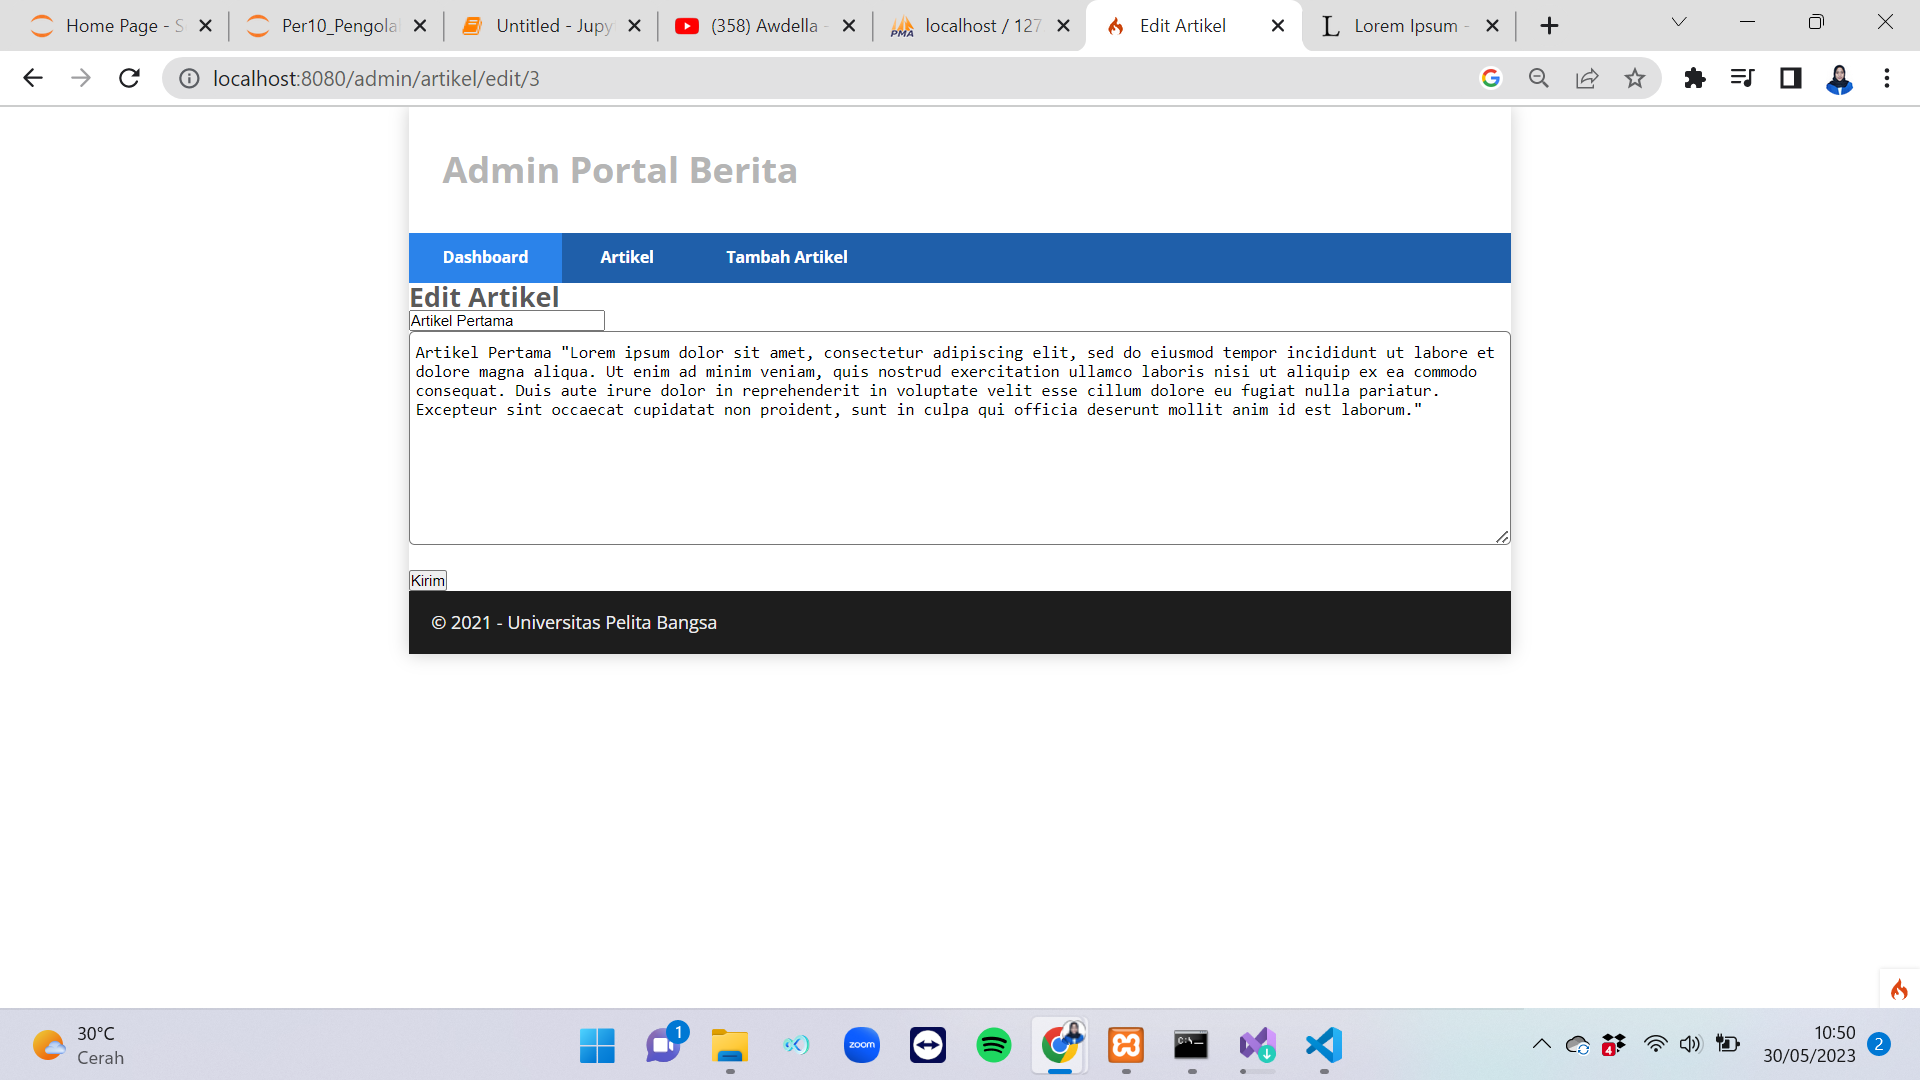 Home Page - S
Per10_Pengola
Untitled - Jupy
(358) Awdella -
PMA
localhost / 127
Edit Artikel
L
Lorem Ipsum -
localhost:8080/admin/artikel/edit/3
Admin Portal Berita
Dashboard
Artikel
Tambah Artikel
Edit Artikel
Artikel Pertama
Artikel Pertama "Lorem ipsum dolor sit amet, consectetur adipiscing elit, sed do eiusmod tempor incididunt ut labore et
dolore magna aliqua. Ut enim ad minim veniam, quis nostrud exercitation ullamco laboris nisi ut aliquip ex ea commodo
consequat. Duis aute irure dolor in reprehenderit in voluptate velit esse cillum dolore eu fugiat nulla pariatur.
Excepteur sint occaecat cupidatat non proident, sunt in culpa qui officia deserunt mollit anim id est laborum."
Kirim
© 2021 - Universitas Pelita Bangsa
30°C
Cerah
1
zoom
C:\_
4
10:50
30/05/2023
2